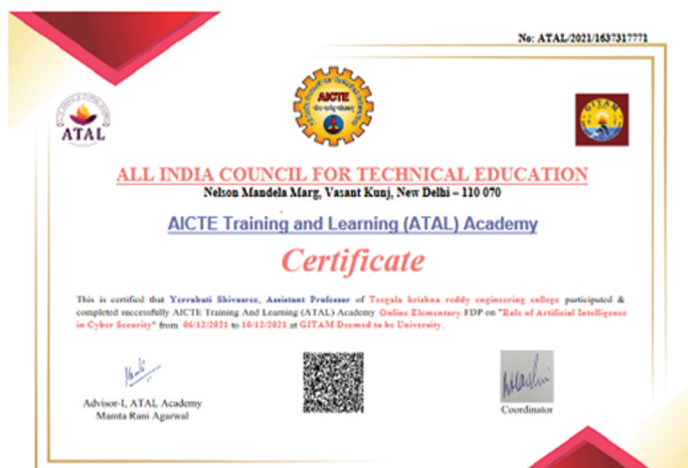 No: ATAL/2021/1637317771
ATAL
AICTE
GITAM
ALL INDIA COUNCIL FOR TECHNICAL EDUCATION
Nelson Mandela Marg, Vasant Kunj, New Delhi – 110 070
AICTE Training and Learning (ATAL) Academy
Certificate
This is certified that Yerrabati Shivasree, Assistant Professor of Teegala krishna reddy engineering college participated &
completed successfully AICTE Training And Learning (ATAL) Academy Online Elementary FDP on "Role of Artificial Intelligence
in Cyber Security" from 06/12/2021 to 10/12/2021 at GITAM Deemed to be University.
Advisor-I, ATAL Academy
Mamta Rani Agarwal
Coordinator